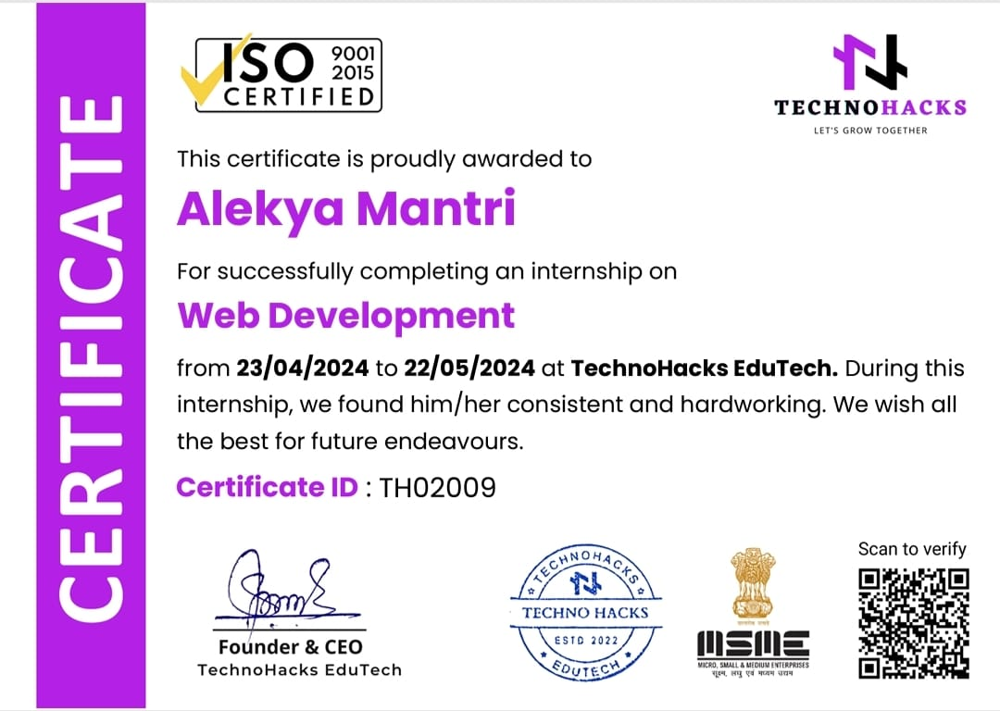 CERTIFICATE
ISO 9001
2015
CERTIFIED
TECHNOHACKS
LET'S GROW TOGETHER
This certificate is proudly awarded to
Alekya Mantri
For successfully completing an internship on
Web Development
from 23/04/2024 to 22/05/2024 at TechnoHacks EduTech. During this
internship, we found him/her consistent and hardworking. We wish all
the best for future endeavours.
Certificate ID : TH02009
Founder & CEO
TechnoHacks EduTech
TECHNOHACKS
TECHNO HACKS
ESTD 2022
EDUTECH
सत्यमेव जयते
MSME
MICRO, SMALL & MEDIUM ENTERPRISES
सूक्ष्म, लघु एवं मध्यम उद्यम
Scan to verify